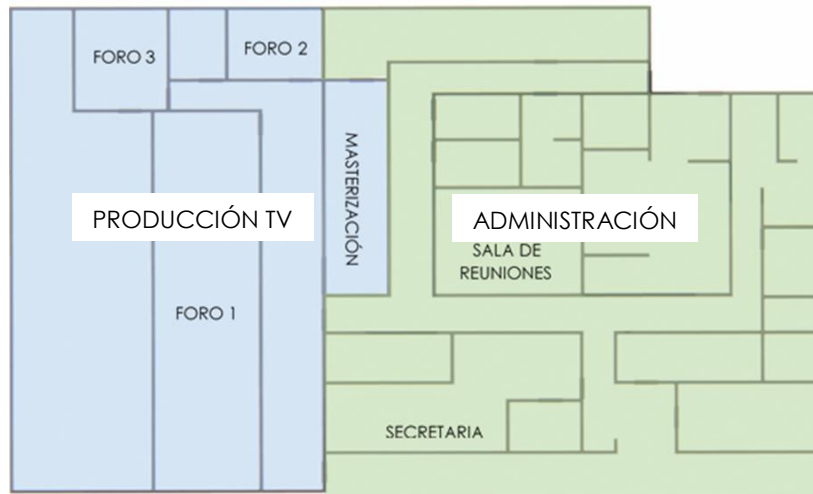 FORO 3
FORO 2
MASTERIZACIÓN
PRODUCCIÓN TV
ADMINISTRACIÓN
SALA DE
REUNIONES
FORO 1
SECRETARIA